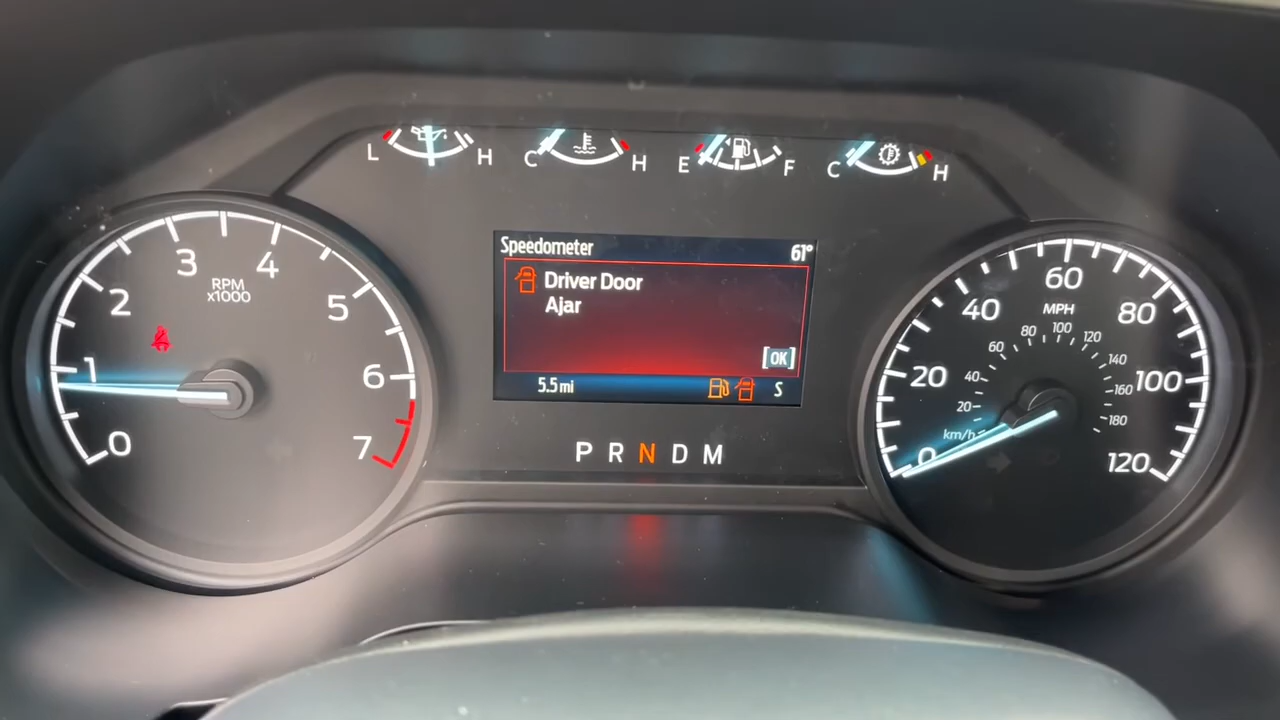 L H C H E F C H
Speedometer 61°
Driver Door
Ajar
[OK]
5.5 mi S
P R N D M
0 1 2 3 4 5 6 7
RPM
x1000
0 20 40 60 80 100 120
MPH
20 40 60 80 100 120 140 160 180
km/h